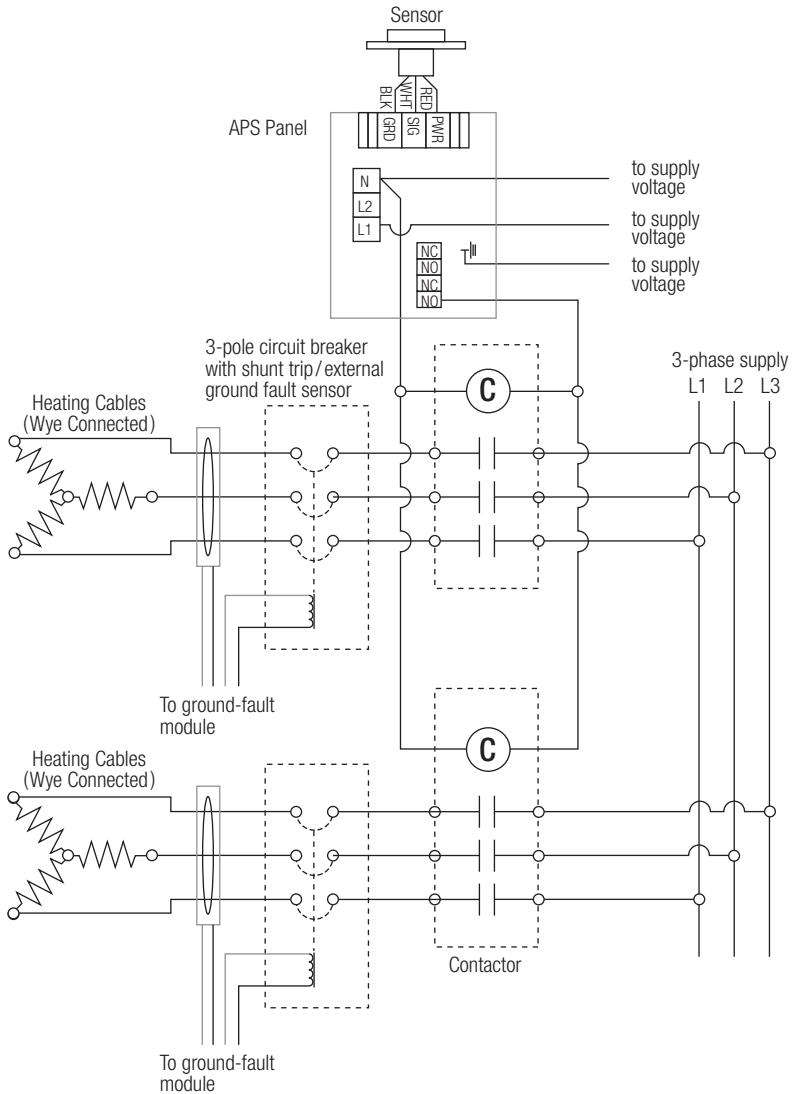 Sensor
BLK
WHT
RED
APS Panel
GRD
SIG
PWR
N
L2
L1
to supply
voltage
to supply
voltage
to supply
voltage
NC
NO
NC
NO
3-pole circuit breaker
with shunt trip/external
ground fault sensor
3-phase supply
L1 L2 L3
C
Heating Cables
(Wye Connected)
To ground-fault
module
C
Heating Cables
(Wye Connected)
Contactor
To ground-fault
module